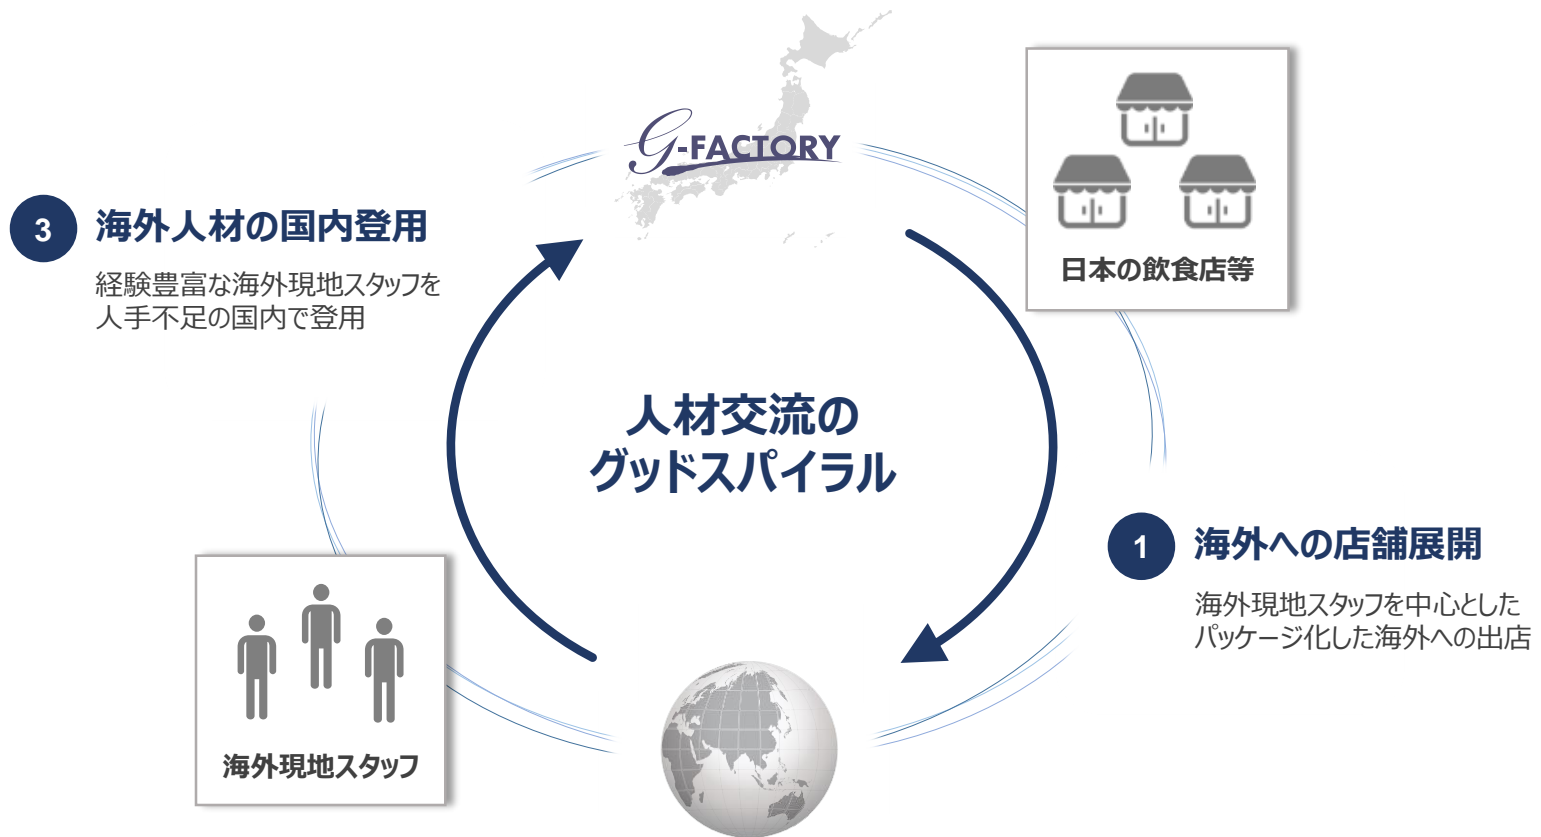 G-FACTORY
日本の飲食店等
3
海外人材の国内登用
経験豊富な海外現地スタッフを
人手不足の国内で登用
人材交流の
グッドスパイラル
1
海外への店舗展開
海外現地スタッフを中心とした
パッケージ化した海外への出店
海外現地スタッフ